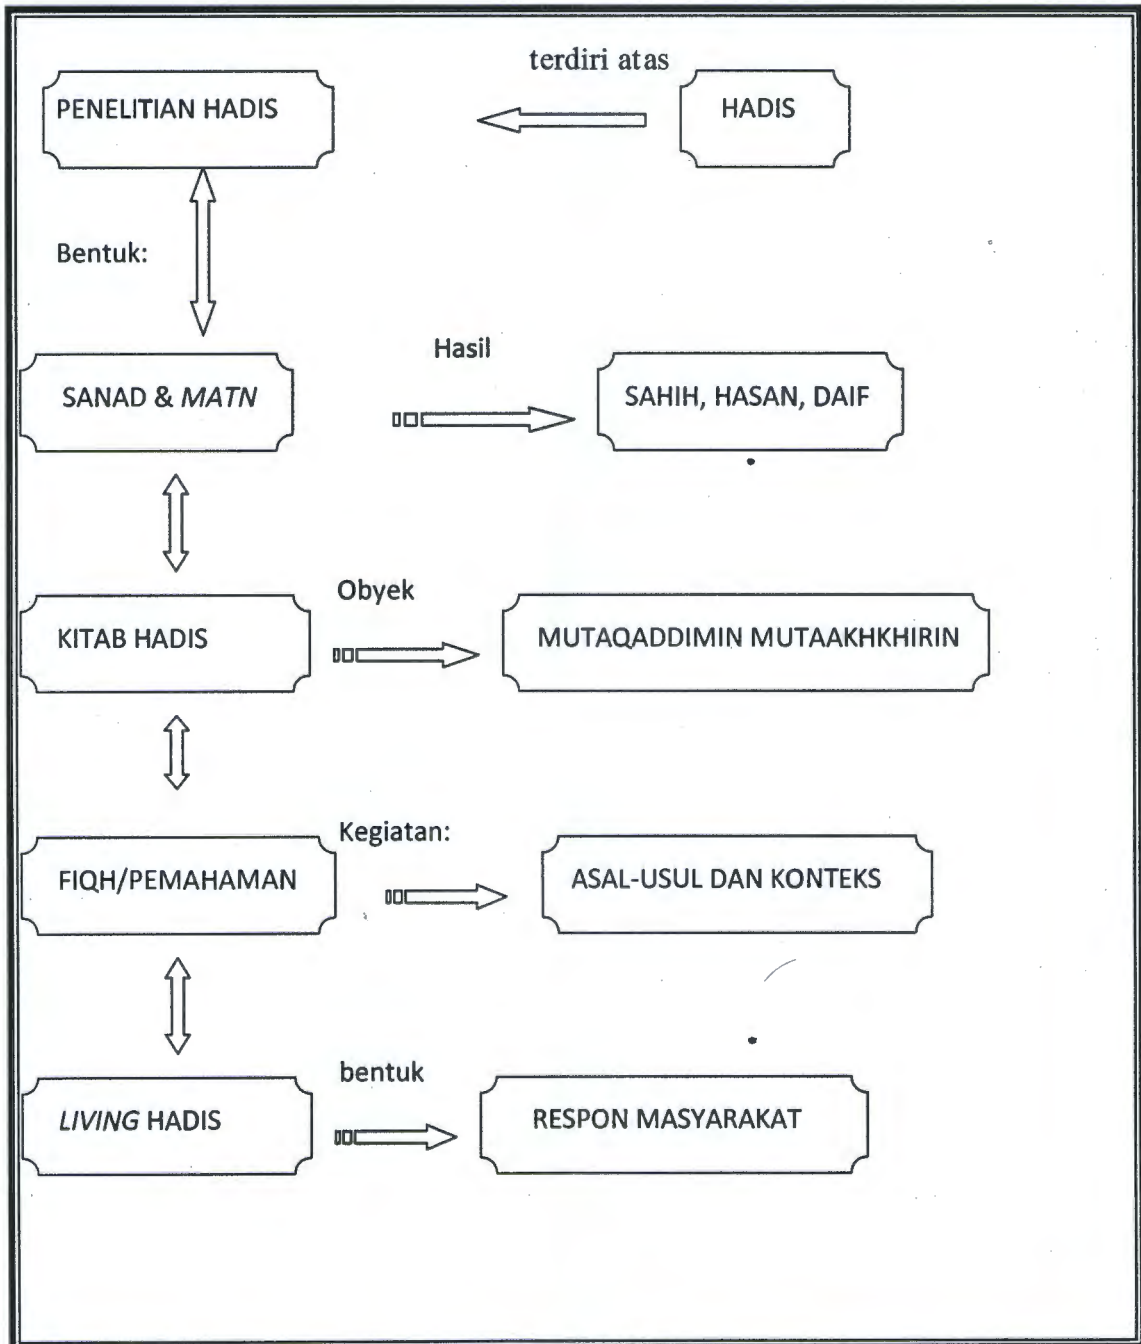 terdiri atas
PENELITIAN HADIS
HADIS
Bentuk:
Hasil
SANAD & MATN
SAHIH, HASAN, DAIF
Obyek
KITAB HADIS
MUTAQADDIMIN MUTAAKHKHIRIN
Kegiatan:
FIQH/PEMAHAMAN
ASAL-USUL DAN KONTEKS
bentuk
LIVING HADIS
RESPON MASYARAKAT